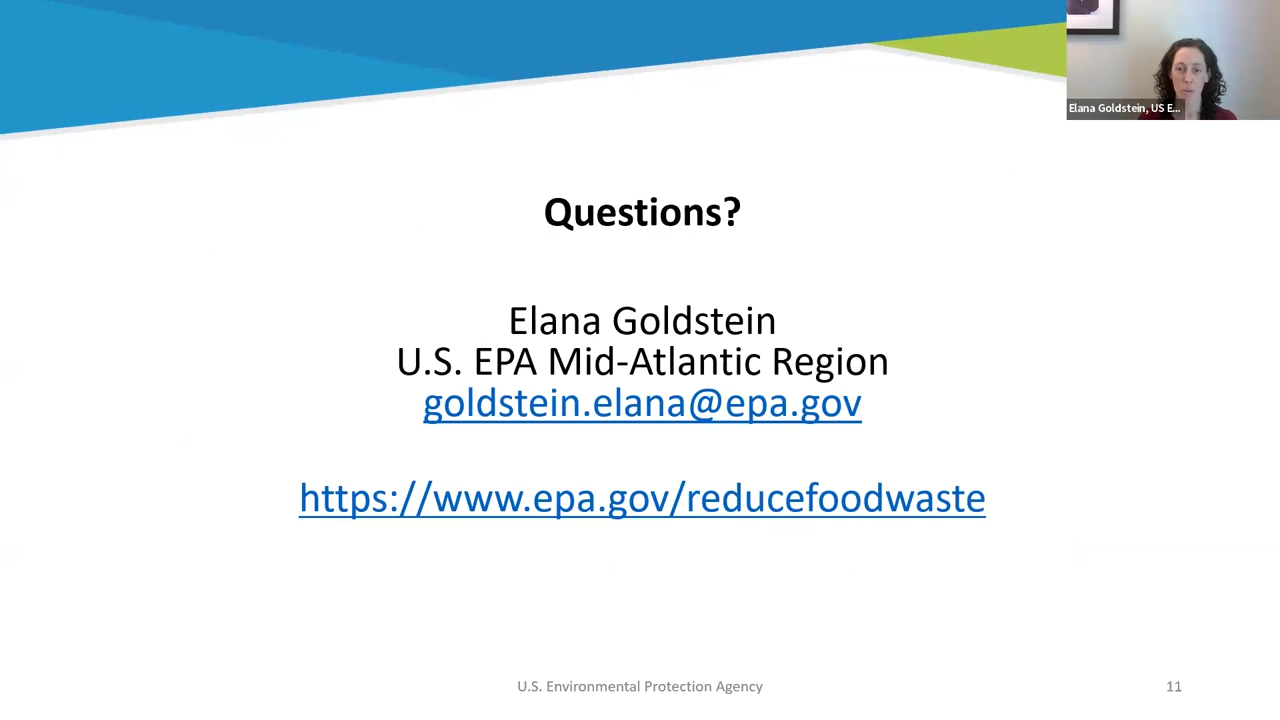 Elana Goldstein, US E...
Questions?
Elana Goldstein
U.S. EPA Mid-Atlantic Region
goldstein.elana@epa.gov
https://www.epa.gov/reducefoodwaste
U.S. Environmental Protection Agency
11